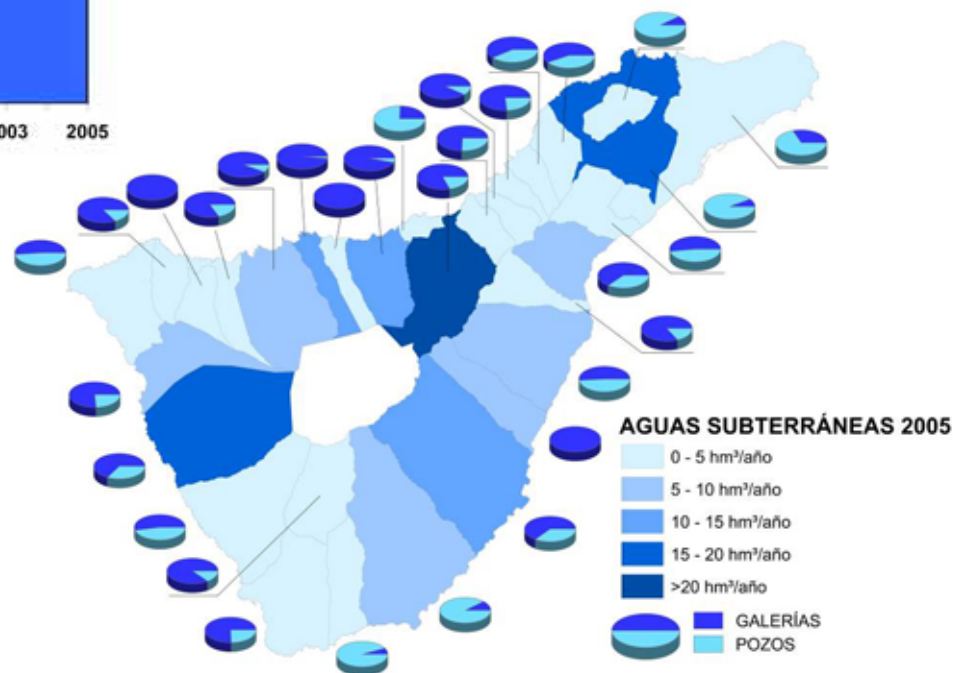 003 2005
AGUAS SUBTERRÁNEAS 2005
0 - 5 hm³/año
5 - 10 hm³/año
10 - 15 hm³/año
15 - 20 hm³/año
>20 hm³/año
GALERÍAS
POZOS